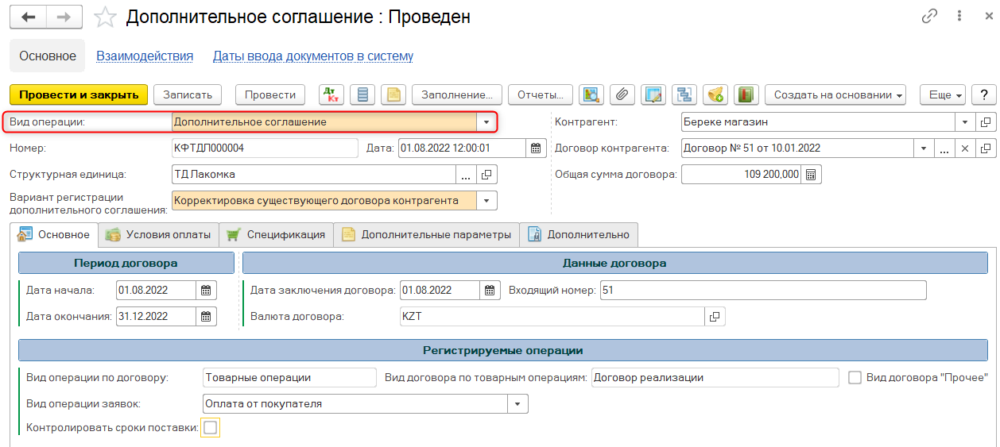 Дополнительное соглашение : Проведен
Основное Взаимодействия Даты ввода документов в систему
Провести и закрыть Записать Провести Дт Кт Заполнение... Отчеты... Создать на основании Еще ?
Вид операции: Дополнительное соглашение Контрагент: Береке магазин
Номер: КФТДП000004 Дата: 01.08.2022 12:00:01 Договор контрагента: Договор № 51 от 10.01.2022
Структурная единица: ТД Лакомка Общая сумма договора: 109 200,000
Вариант регистрации
дополнительного соглашения: Корректировка существующего договора контрагента
Основное Условия оплаты Спецификация Дополнительные параметры Дополнительно
Период договора Данные договора
Дата начала: 01.08.2022 Дата заключения договора: 01.08.2022 Входящий номер: 51
Дата окончания: 31.12.2022 Валюта договора: KZT
Регистрируемые операции
Вид операции по договору: Товарные операции Вид договора по товарным операциям: Договор реализации Вид договора "Прочее"
Вид операции заявок: Оплата от покупателя
Контролировать сроки поставки: